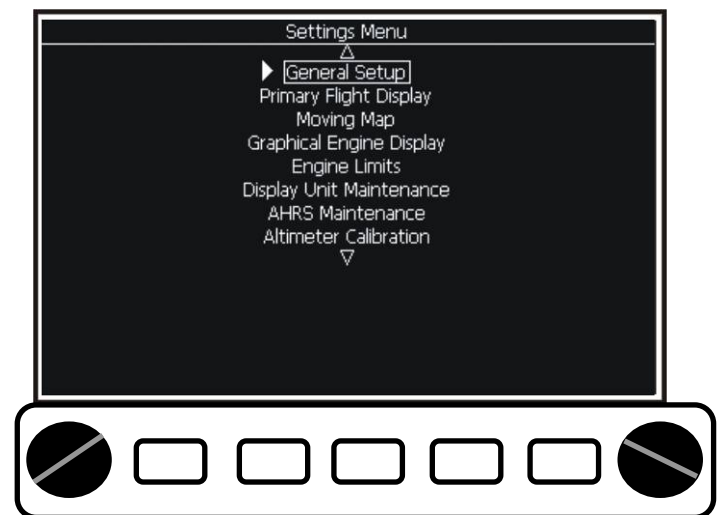 Settings Menu
General Setup
Primary Flight Display
Moving Map
Graphical Engine Display
Engine Limits
Display Unit Maintenance
AHRS Maintenance
Altimeter Calibration